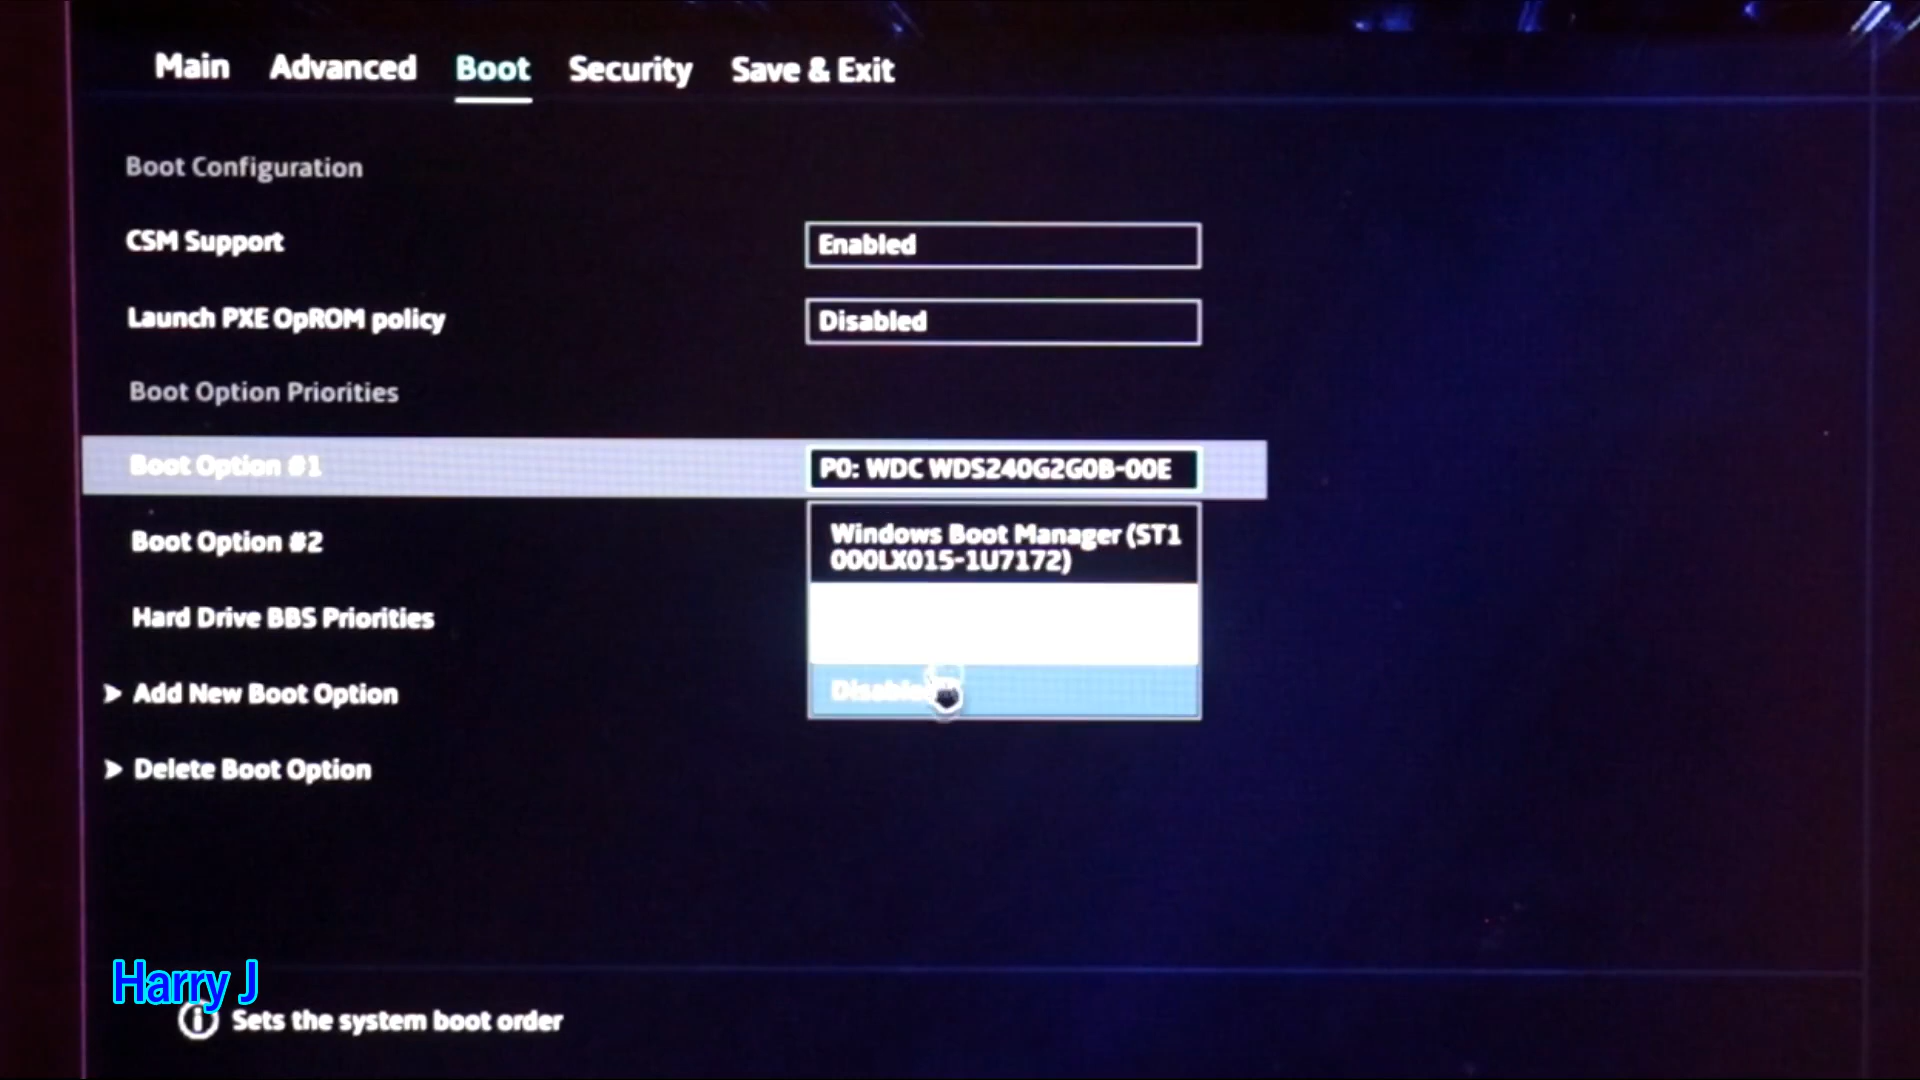 Main Advanced Boot Security Save & Exit
Boot Configuration
CSM Support Enabled
Launch PXE OpROM policy Disabled
Boot Option Priorities
Boot Option #1 P0: WDC WDS240G2G0B-00E
Windows Boot Manager (ST1
000LX015-1U7172)
Boot Option #2
Hard Drive BBS Priorities
Add New Boot Option
Delete Boot Option
Harry J
Sets the system boot order